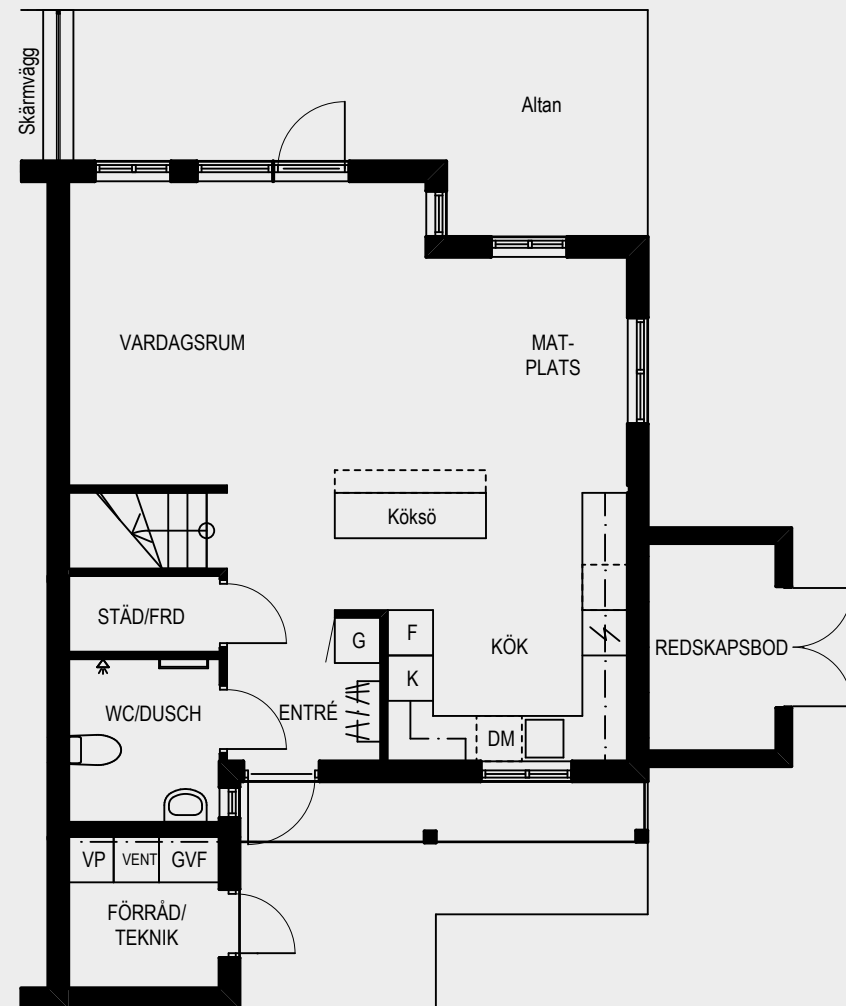 Skärmvägg
Altan
VARDAGSRUM
MAT-
PLATS
Köksö
STÄD/FRD
G
F
KÖK
REDSKAPSBOD
K
WC/DUSCH
ENTRÉ
DM
VP
VENT
GVF
FÖRRÅD/
TEKNIK